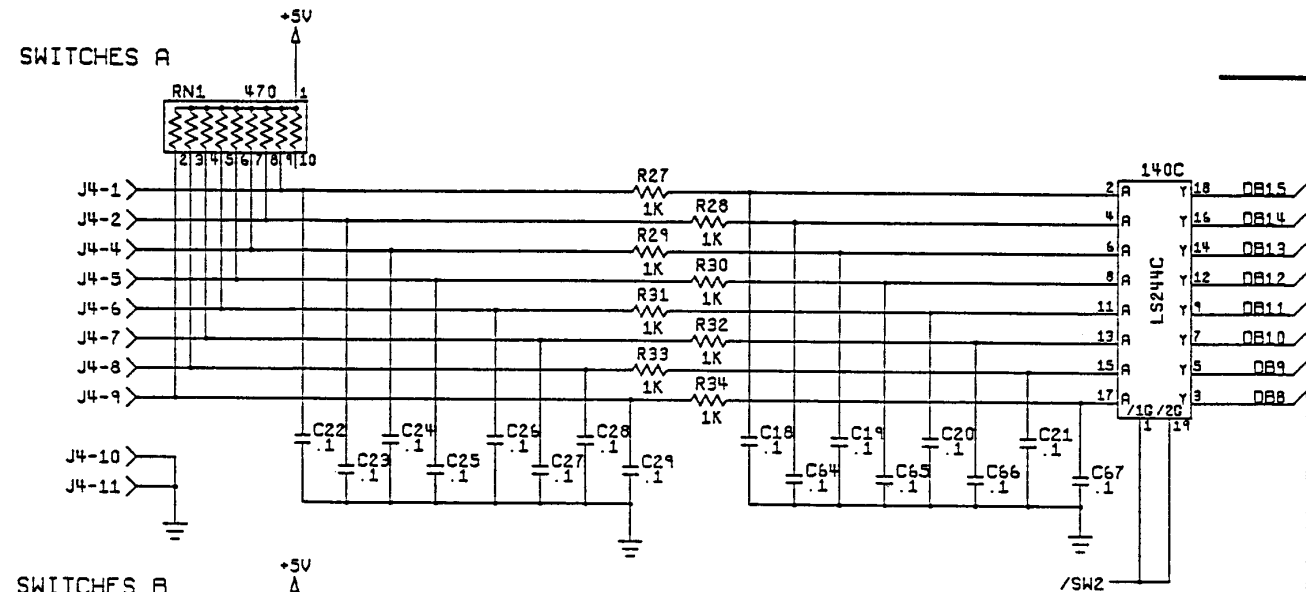 +5V
SWITCHES A
RN1 470 1
2 3 4 5 6 7 8 9 10
140C
J4-1 R27 1K 2 A Y 18 DB15
J4-2 R28 1K 4 A Y 16 DB14
J4-4 R29 1K 6 A Y 14 DB13
J4-5 R30 1K 8 A Y 12 DB12
J4-6 R31 1K 11 A Y 9 DB11
J4-7 R32 1K 13 A Y 7 DB10
J4-8 R33 1K 15 A Y 5 DB9
J4-9 R34 1K 17 A Y 3 DB8
LS244C
/1G /2G
1 19
C22 .1 C24 .1 C26 .1 C28 .1 C18 .1 C19 .1 C20 .1 C21 .1
J4-10
C23 .1 C25 .1 C27 .1 C29 .1 C64 .1 C65 .1 C66 .1 C67 .1
J4-11
+5V
SWITCHES B
/SW2